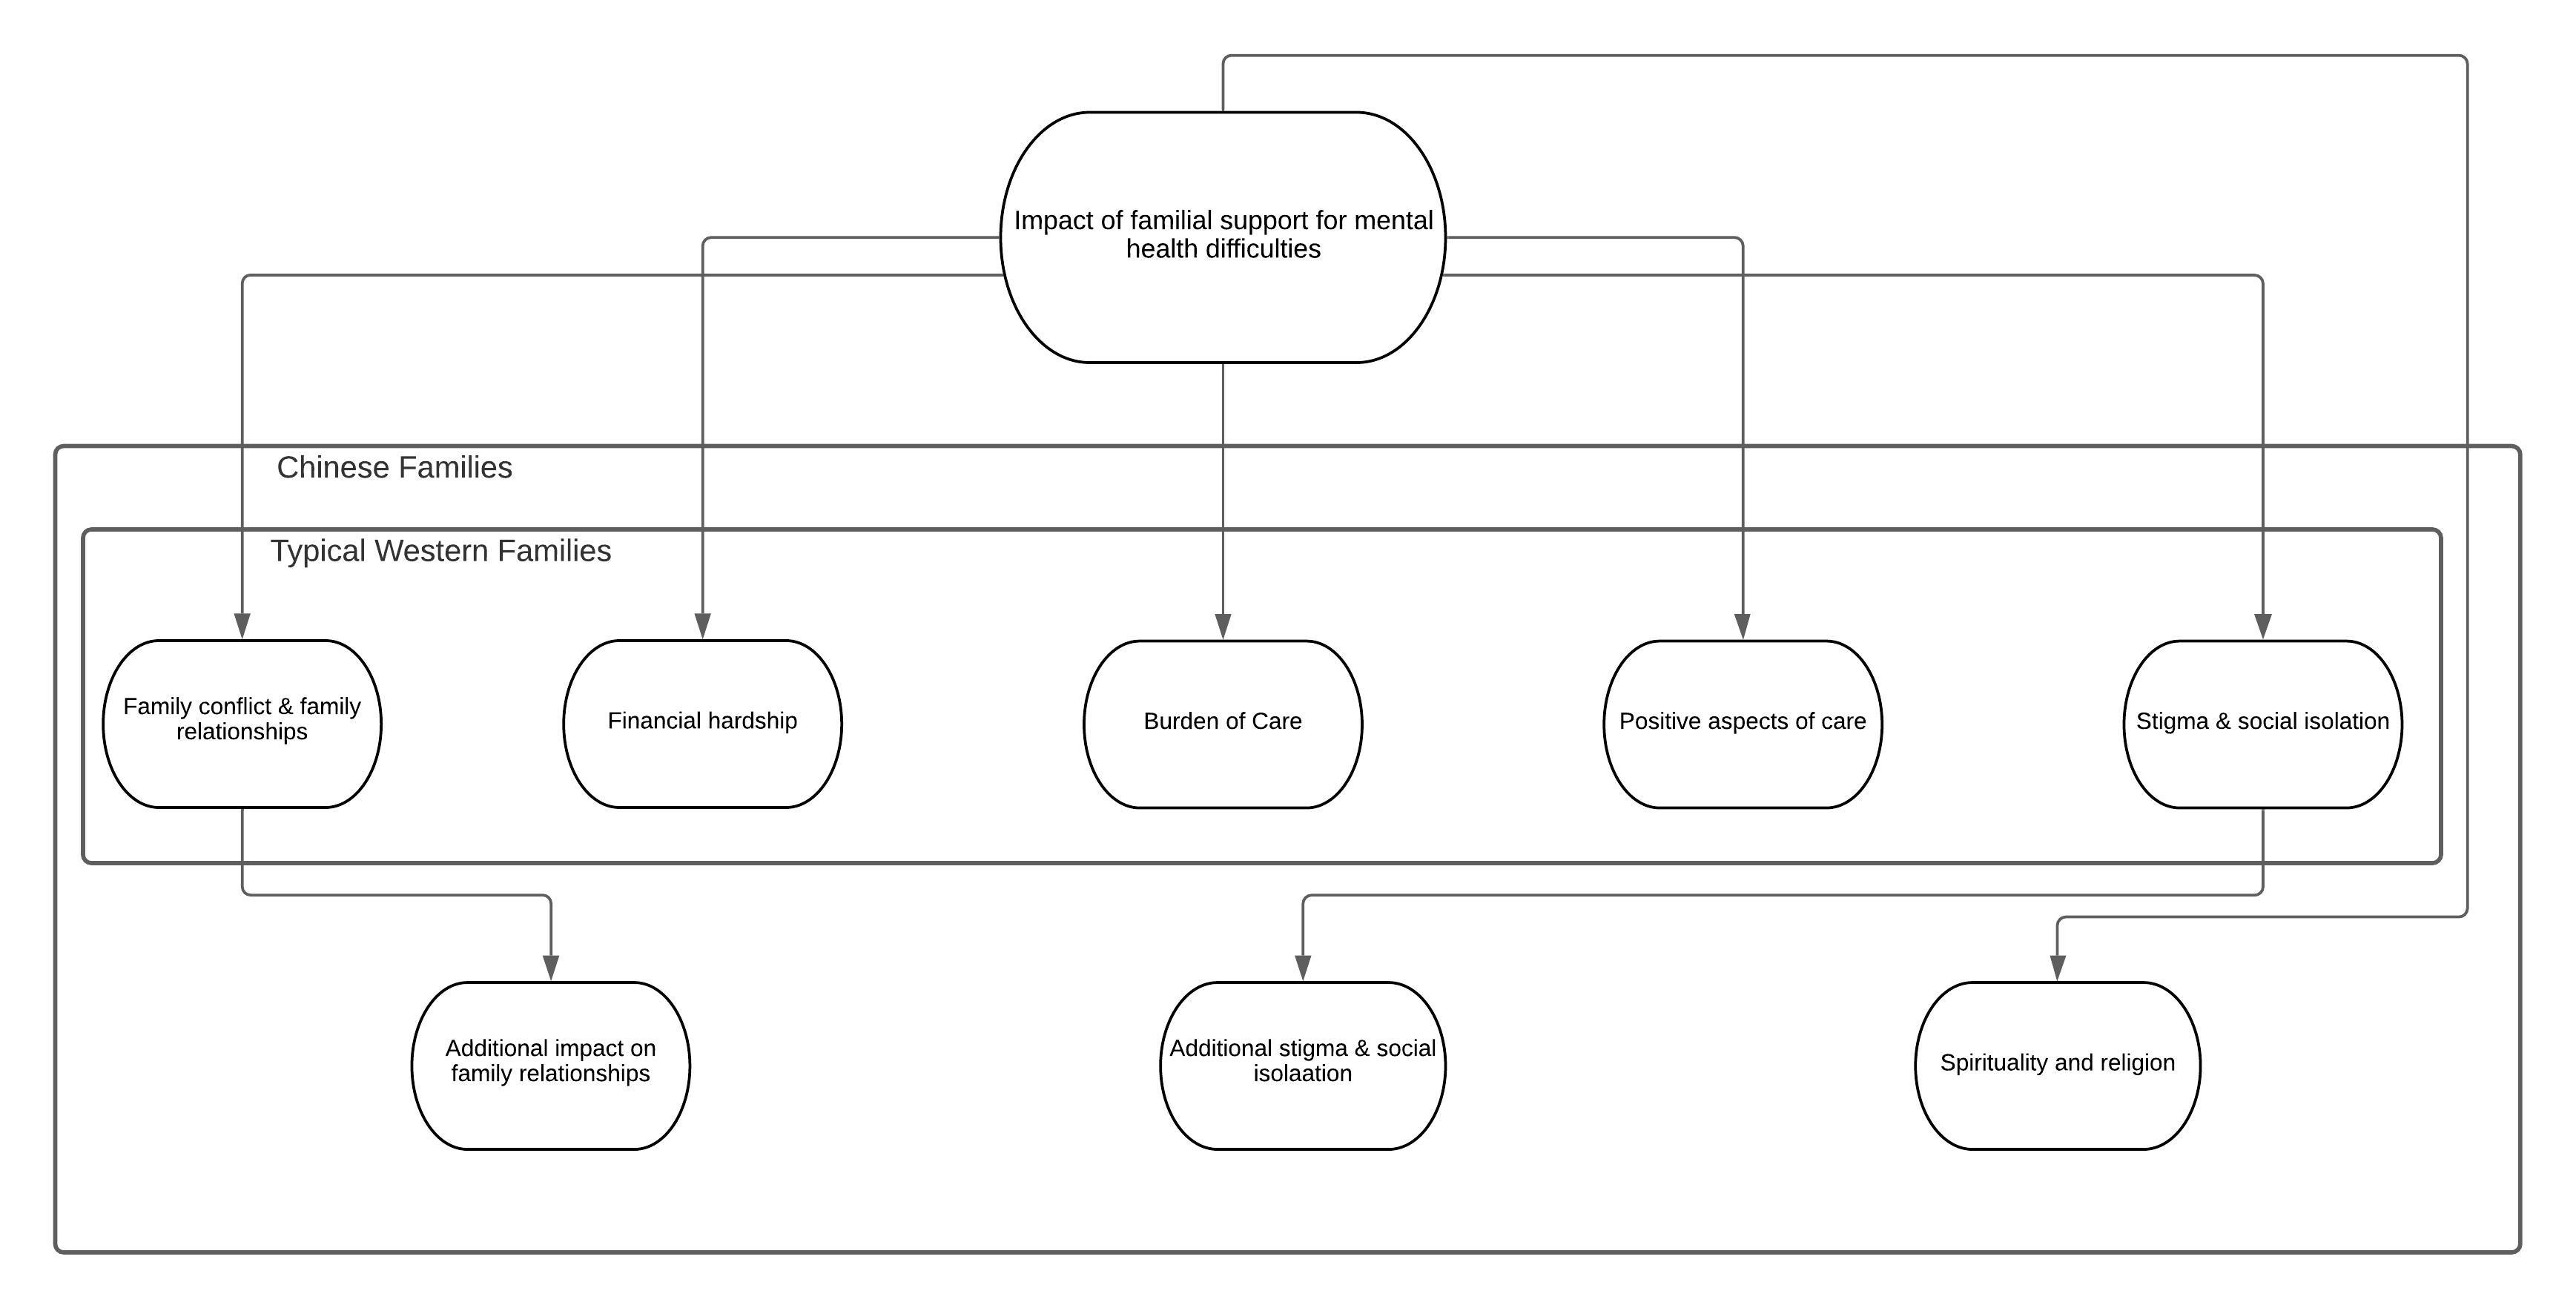 Impact of familial support for mental
health difficulties
Chinese Families
Typical Western Families
Family conflict & family
relationships
Financial hardship
Burden of Care
Positive aspects of care
Stigma & social isolation
Additional impact on
family relationships
Additional stigma & social
isolaation
Spirituality and religion